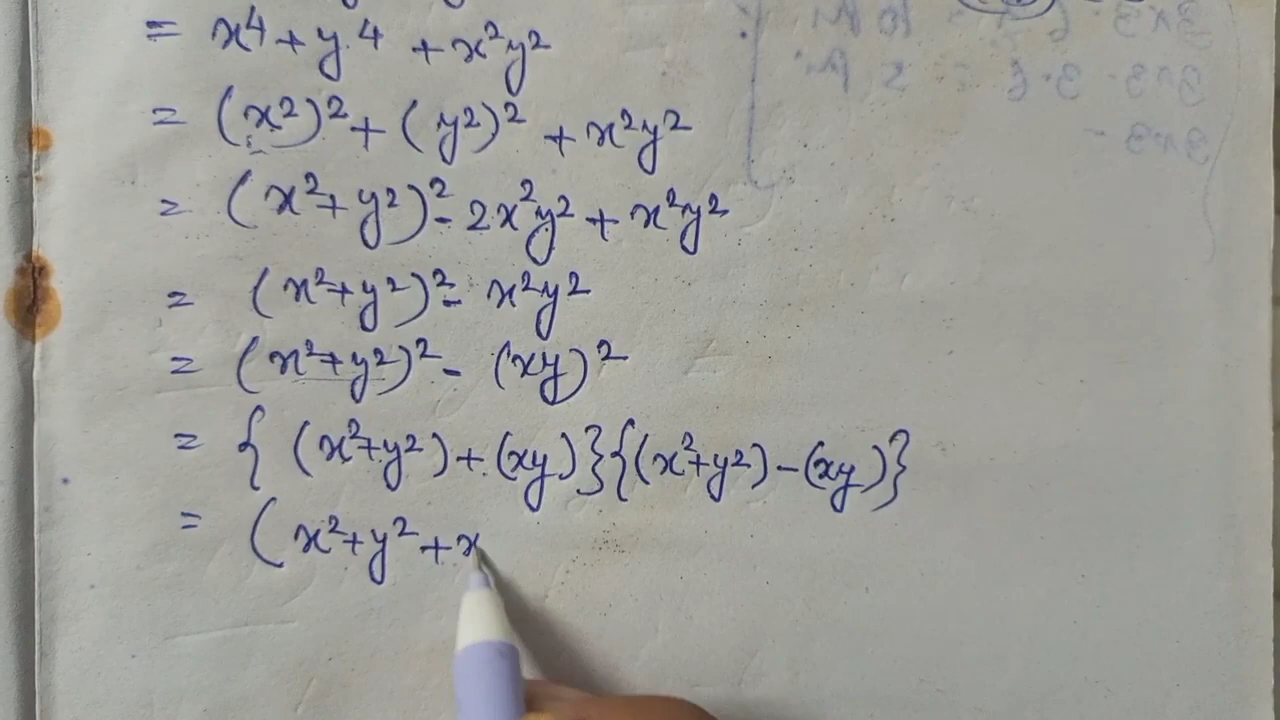 = x⁴ + y⁴ + x²y²
= (x²)² + (y²)² + x²y²
= (x² + y²)² - 2x²y² + x²y²
= (x² + y²)² - x²y²
= (x² + y²)² - (xy)²
= { (x² + y²) + (xy)}{(x² + y²) - (xy)}
= (x² + y² + x